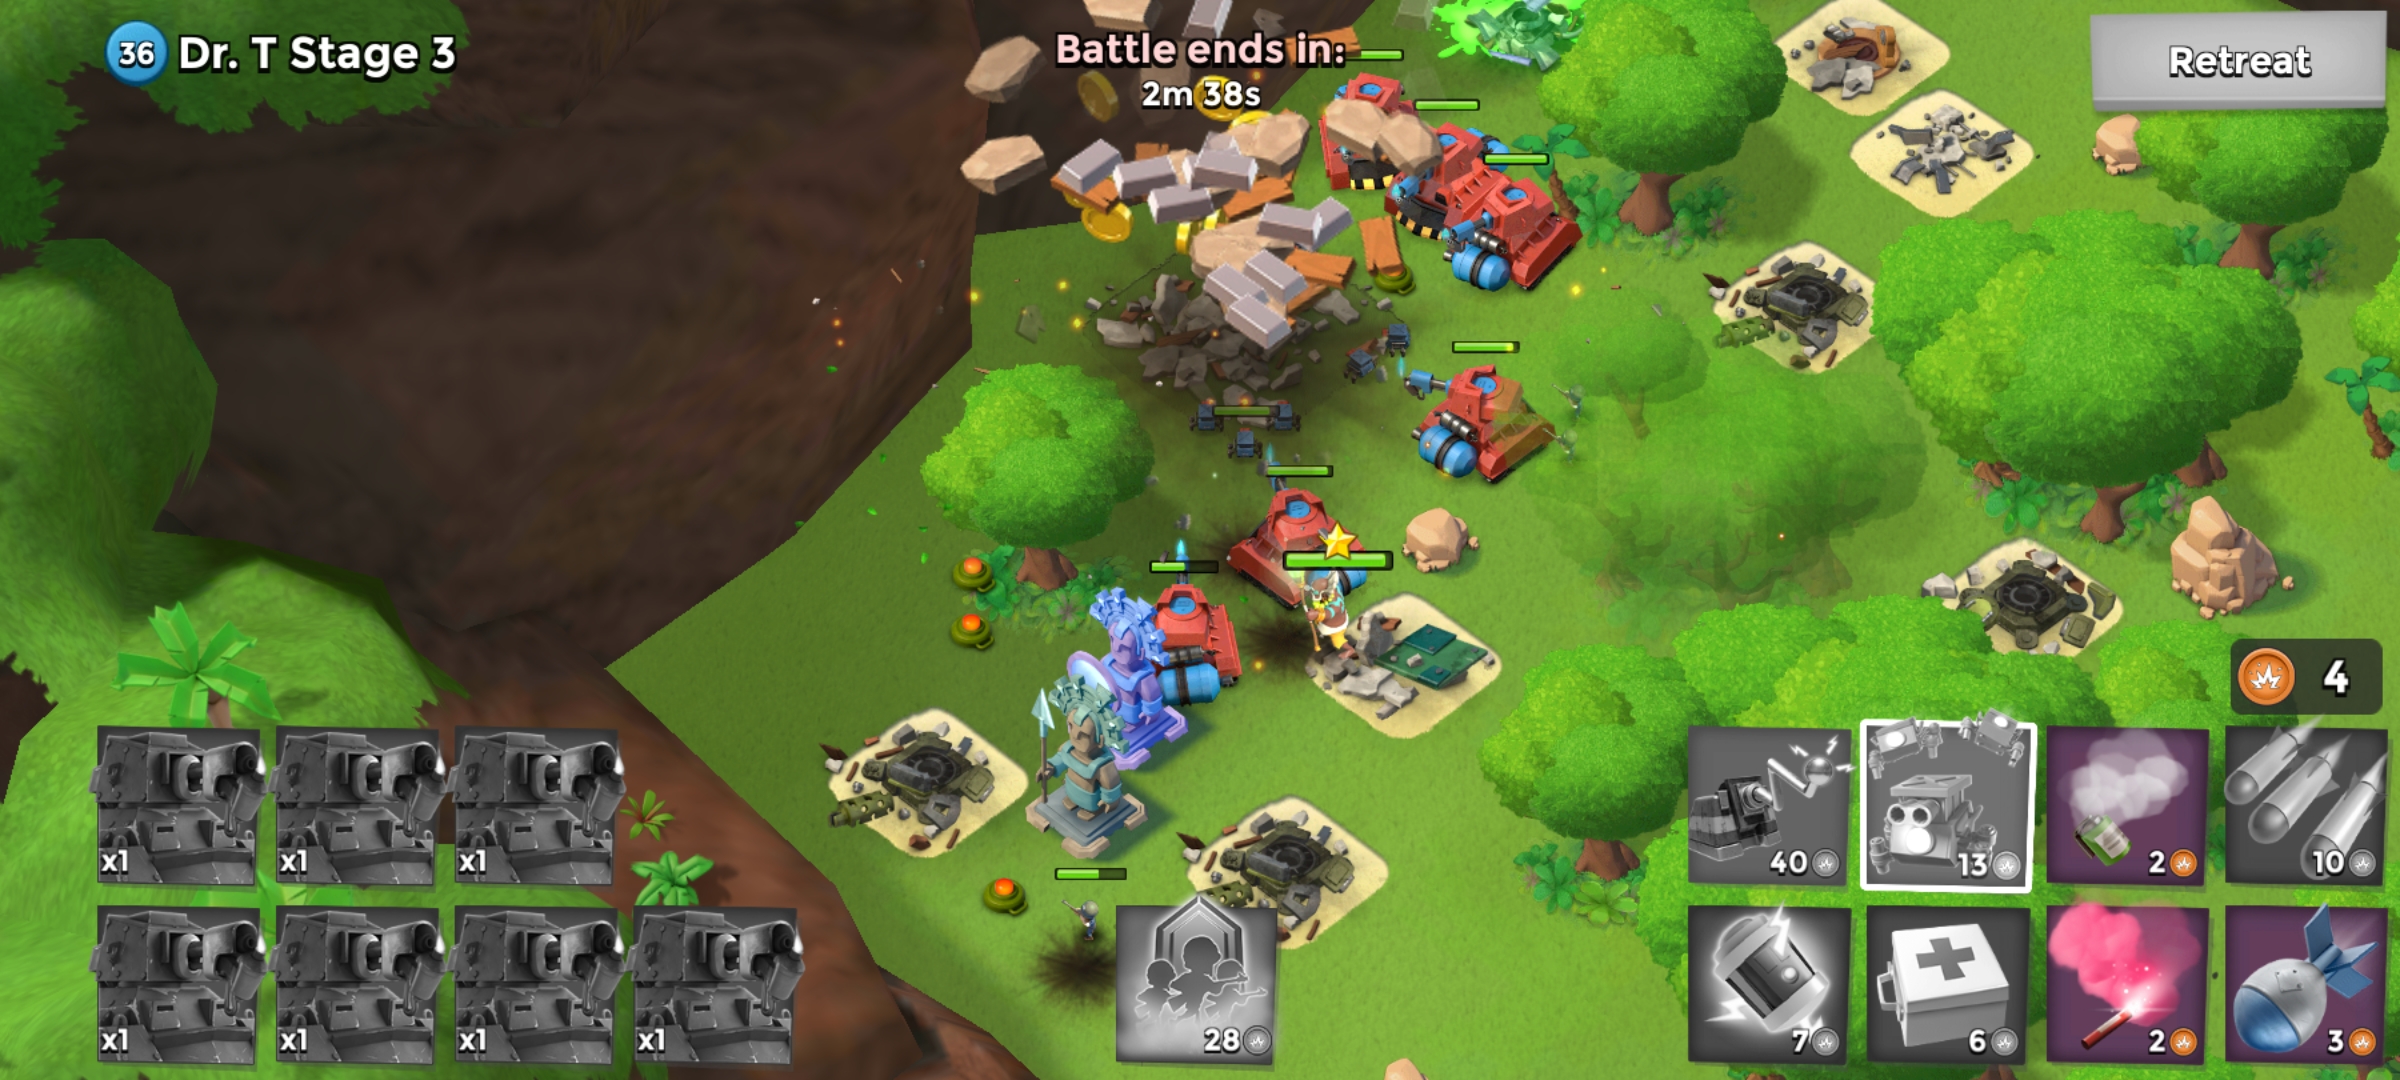 36 Dr. T Stage 3
Battle ends in:
2m 38s
Retreat
4
x1 x1 x1
40 13 2 10
x1 x1 x1 x1
28
7 6 2 3